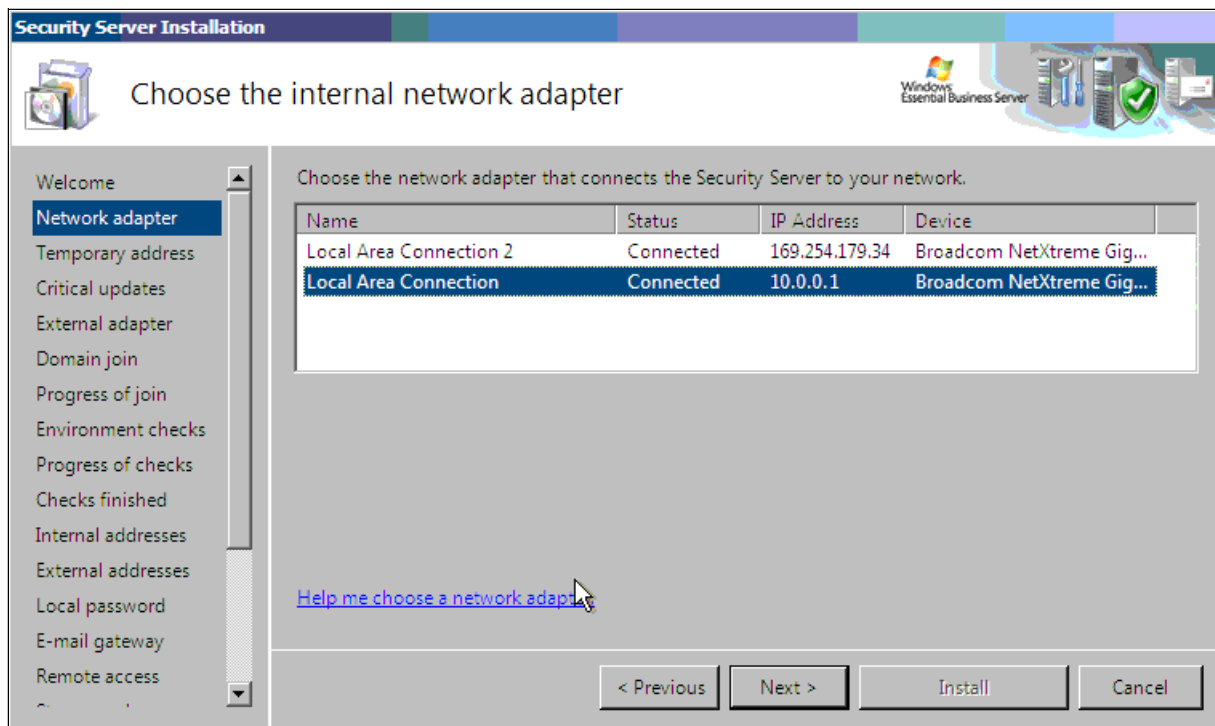 Security Server Installation
Choose the internal network adapter
Windows
Essential Business Server
Welcome
Network adapter
Temporary address
Critical updates
External adapter
Domain join
Progress of join
Environment checks
Progress of checks
Checks finished
Internal addresses
External addresses
Local password
E-mail gateway
Remote access
Choose the network adapter that connects the Security Server to your network.
Name Status IP Address Device
Local Area Connection 2 Connected 169.254.179.34 Broadcom NetXtreme Gig...
Local Area Connection Connected 10.0.0.1 Broadcom NetXtreme Gig...
Help me choose a network adapter
< Previous Next > Install Cancel